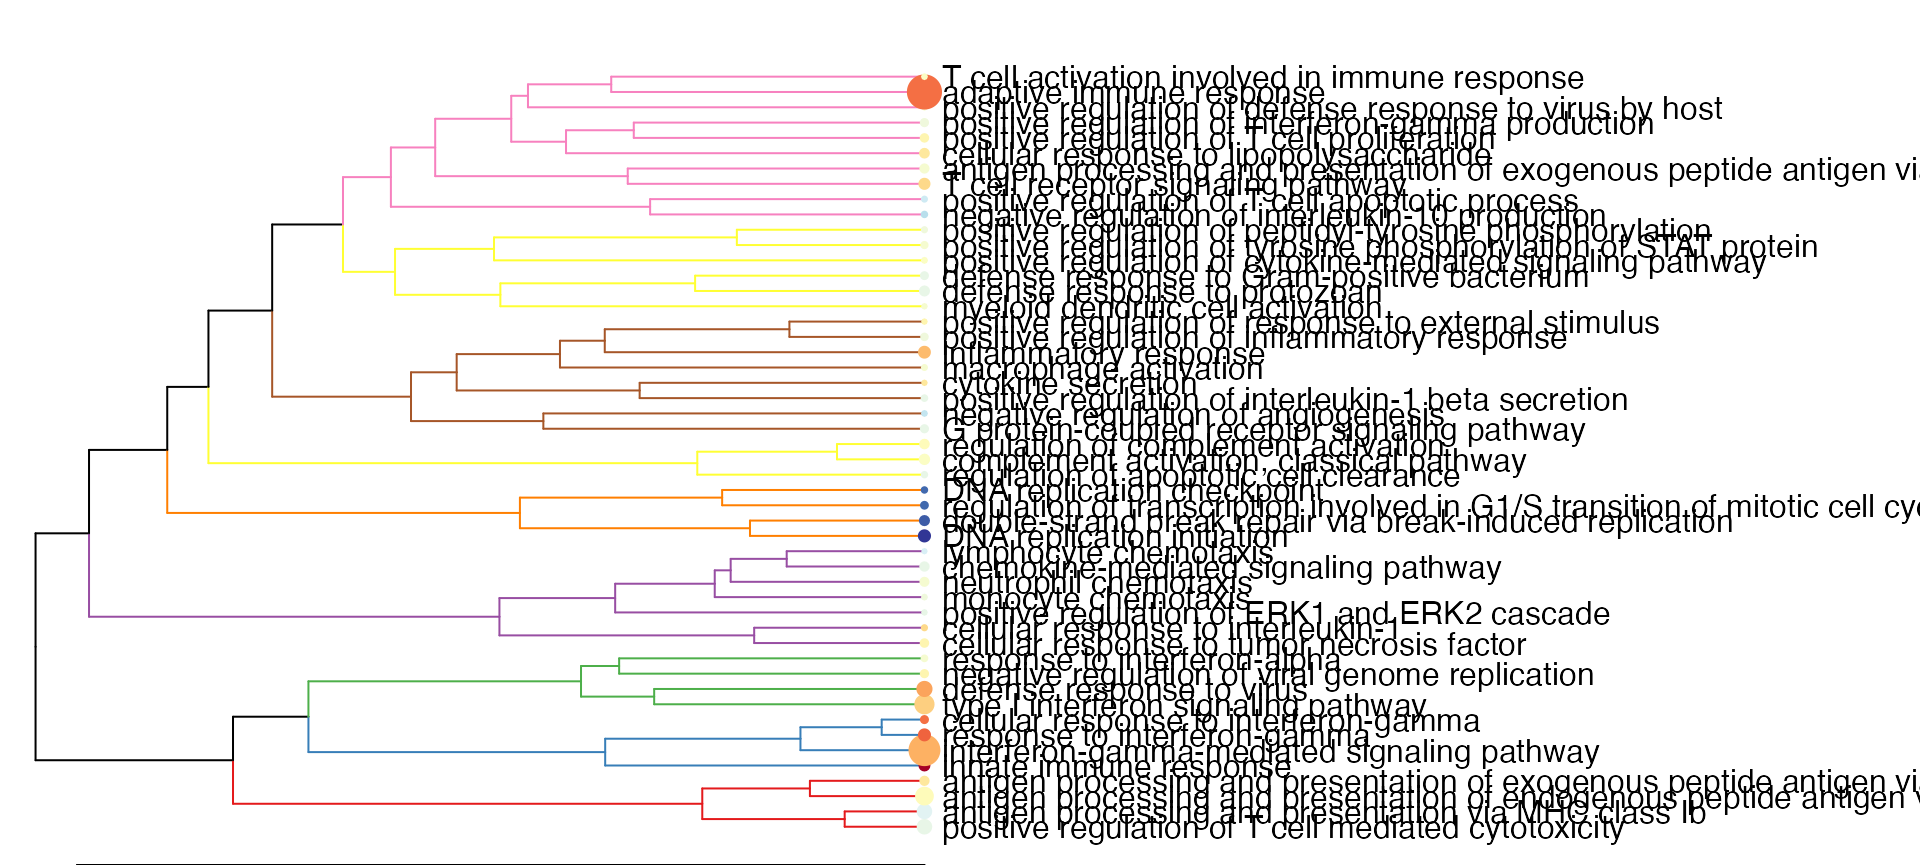 T cell activation involved in immune response
adaptive immune response
positive regulation of defense response to virus by host
positive regulation of interferon-gamma production
positive regulation of T cell proliferation
cellular response to lipopolysaccharide
antigen processing and presentation of exogenous peptide antigen vi
T cell receptor signaling pathway
positive regulation of T cell apoptotic process
negative regulation of interleukin-10 production
positive regulation of peptidyl-tyrosine phosphorylation
positive regulation of tyrosine phosphorylation of STAT protein
positive regulation of cytokine-mediated signaling pathway
defense response to Gram-positive bacterium
defense response to protozoan
myeloid dendritic cell activation
positive regulation of response to external stimulus
positive regulation of inflammatory response
inflammatory response
macrophage activation
cytokine secretion
positive regulation of interleukin-1 beta secretion
negative regulation of angiogenesis
G protein-coupled receptor signaling pathway
regulation of complement activation
complement activation, classical pathway
regulation of apoptotic cell clearance
DNA replication checkpoint
regulation of transcription involved in G1/S transition of mitotic cell cy
double-strand break repair via break-induced replication
DNA replication initiation
lymphocyte chemotaxis
chemokine-mediated signaling pathway
neutrophil chemotaxis
monocyte chemotaxis
positive regulation of ERK1 and ERK2 cascade
cellular response to interleukin-1
cellular response to tumor necrosis factor
response to interferon-alpha
negative regulation of viral genome replication
defense response to virus
type I interferon signaling pathway
cellular response to interferon-gamma
response to interferon-gamma
interferon-gamma-mediated signaling pathway
innate immune response
antigen processing and presentation of exogenous peptide antigen vi
antigen processing and presentation of endogenous peptide antigen v
antigen processing and presentation via MHC class Ib
positive regulation of T cell mediated cytotoxicity